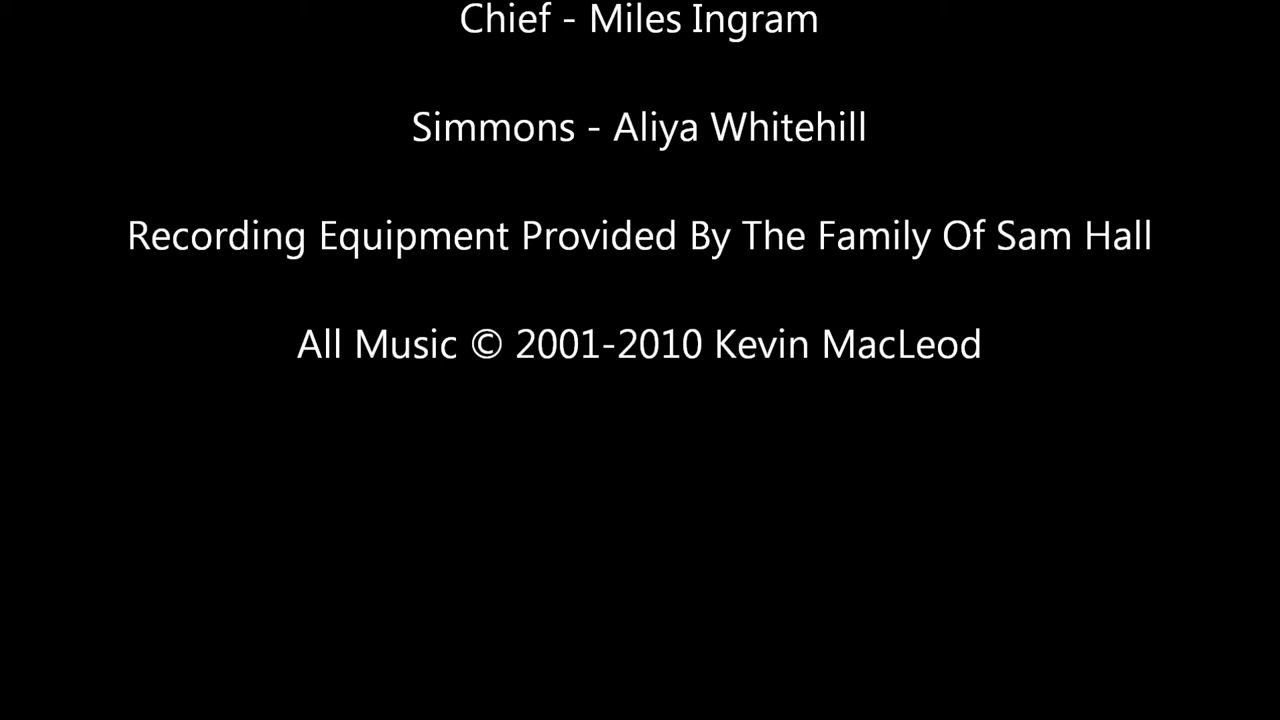 Chief - Miles Ingram
Simmons - Aliya Whitehill
Recording Equipment Provided By The Family Of Sam Hall
All Music © 2001-2010 Kevin MacLeod